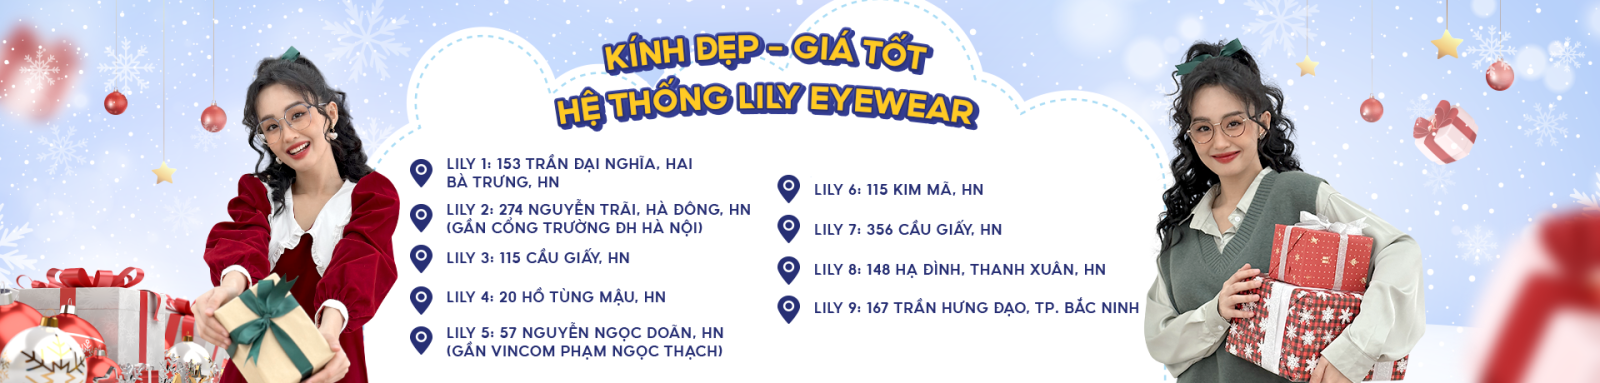 KÍNH ĐẸP - GIÁ TỐT
HỆ THỐNG LILY EYEWEAR
LILY 1: 153 TRẦN ĐẠI NGHĨA, HAI
BÀ TRƯNG, HN
LILY 2: 274 NGUYỄN TRÃI, HÀ ĐÔNG, HN
(GẦN CỔNG TRƯỜNG ĐH HÀ NỘI)
LILY 3: 115 CẦU GIẤY, HN
LILY 4: 20 HỒ TÙNG MẬU, HN
LILY 5: 57 NGUYỄN NGỌC DOÃN, HN
(GẦN VINCOM PHẠM NGỌC THẠCH)
LILY 6: 115 KIM MÃ, HN
LILY 7: 356 CẦU GIẤY, HN
LILY 8: 148 HẠ ĐÌNH, THANH XUÂN, HN
LILY 9: 167 TRẦN HƯNG ĐẠO, TP. BẮC NINH